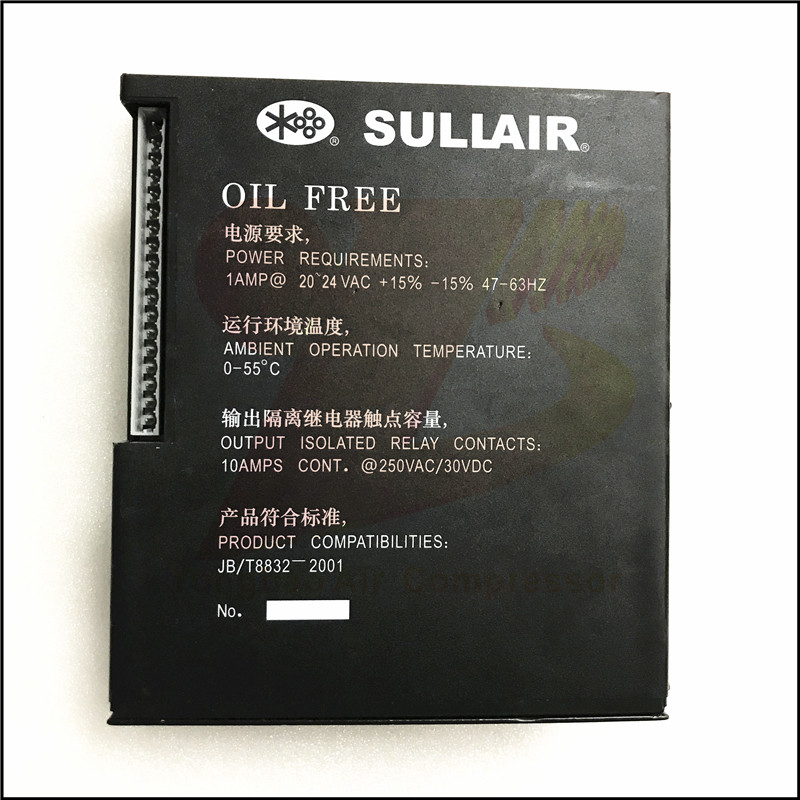 SULLAIR®
OIL FREE
电源要求,
POWER REQUIREMENTS:
1AMP@ 20~24 VAC +15% -15% 47-63HZ
运行环境温度,
AMBIENT OPERATION TEMPERATURE:
0-55°C
输出隔离继电器触点容量,
OUTPUT ISOLATED RELAY CONTACTS:
10AMPS CONT. @250VAC/30VDC
产品符合标准,
PRODUCT COMPATIBILITIES:
JB/T8832-2001
Air Compressor
No.